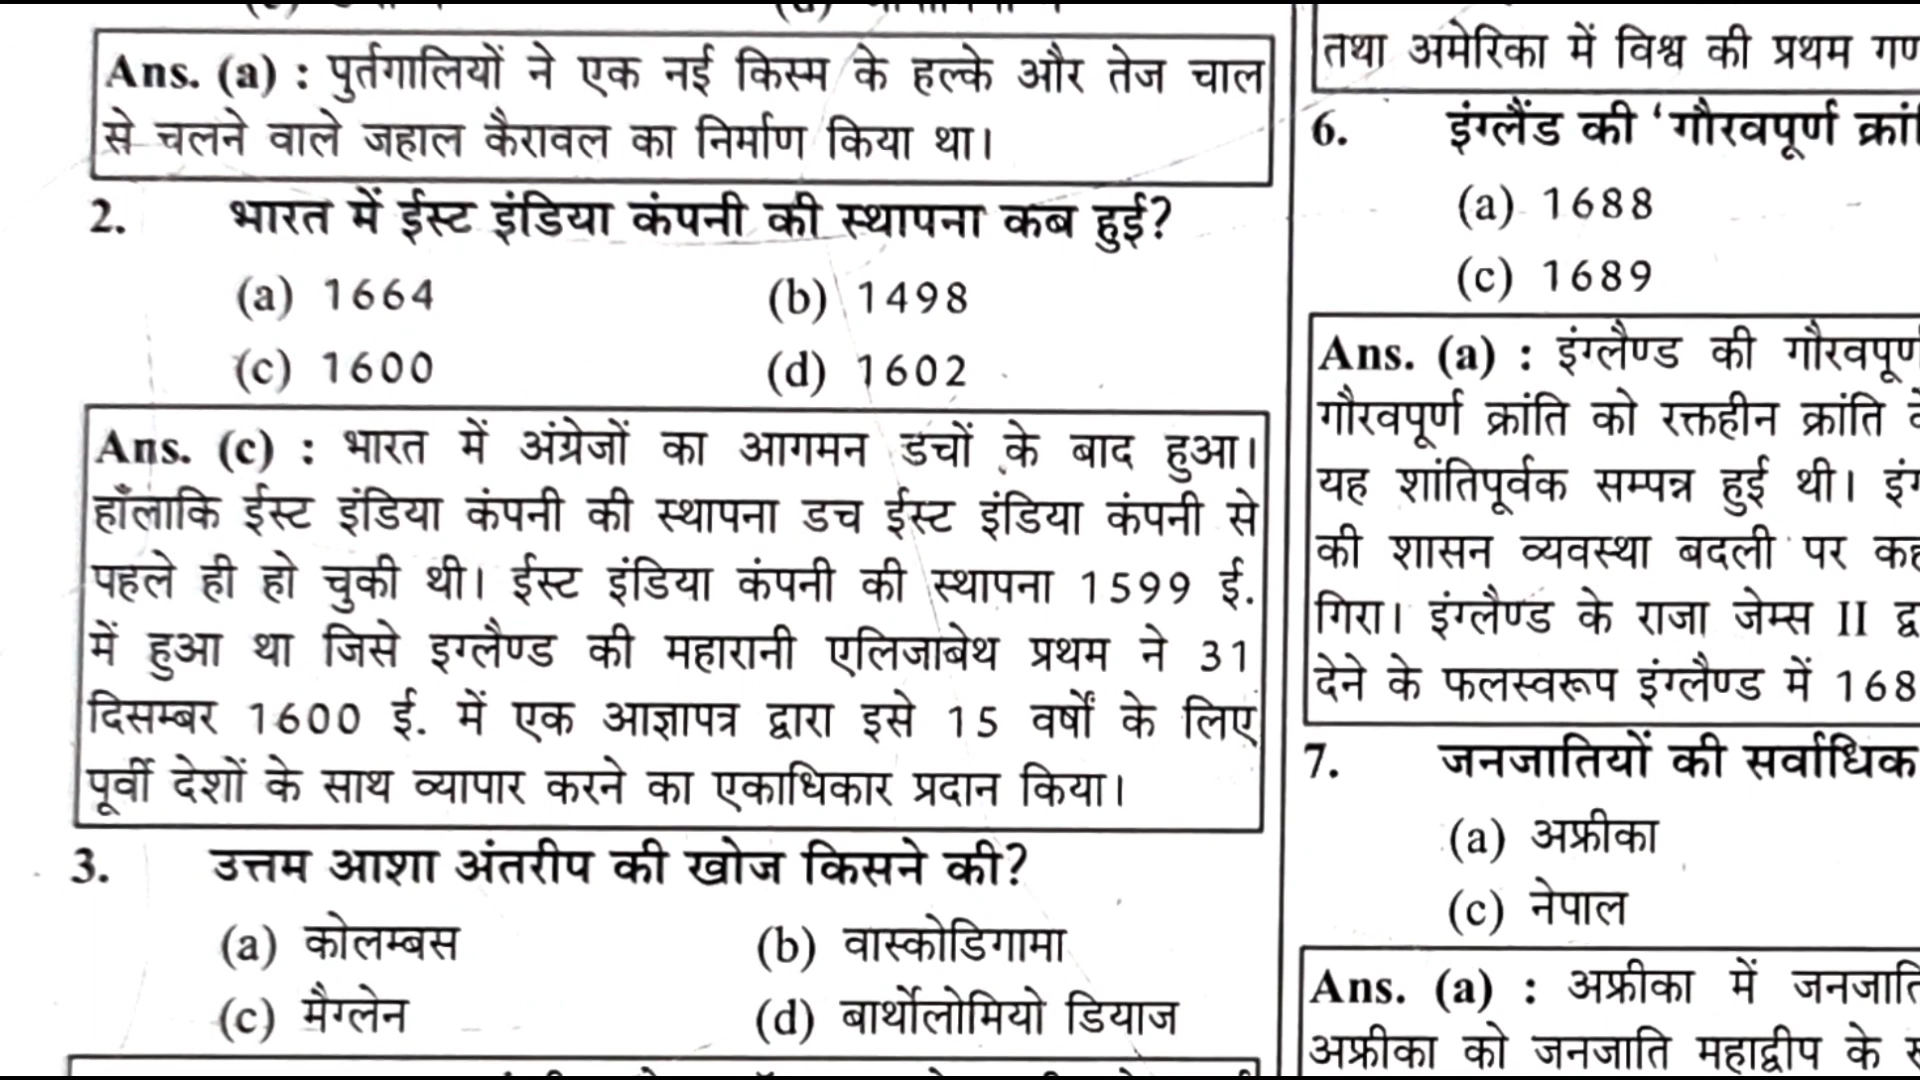 Ans. (a) : पुर्तगालियों ने एक नई किस्म के हल्के और तेज चाल
से चलने वाले जहाल कैरावल का निर्माण किया था।
2. भारत में ईस्ट इंडिया कंपनी की स्थापना कब हुई?
(a) 1664 (b) 1498
(c) 1600 (d) 1602
Ans. (c) : भारत में अंग्रेजों का आगमन डचों के बाद हुआ।
हाँलाकि ईस्ट इंडिया कंपनी की स्थापना डच ईस्ट इंडिया कंपनी से
पहले ही हो चुकी थी। ईस्ट इंडिया कंपनी की स्थापना 1599 ई.
में हुआ था जिसे इग्लैण्ड की महारानी एलिजाबेथ प्रथम ने 31
दिसम्बर 1600 ई. में एक आज्ञापत्र द्वारा इसे 15 वर्षों के लिए
पूर्वी देशों के साथ व्यापार करने का एकाधिकार प्रदान किया।
3. उत्तम आशा अंतरीप की खोज किसने की?
(a) कोलम्बस (b) वास्कोडिगामा
(c) मैग्लेन (d) बार्थोलोमियो डियाज
तथा अमेरिका में विश्व की प्रथम
6. इंग्लैंड की ‘गौरवपूर्ण
(a) 1688
(c) 1689
Ans. (a) : इंग्लैण्ड की
गौरवपूर्ण क्रांति को रक्तहीन क्रांति
यह शांतिपूर्वक सम्पन्न हुई थी।
की शासन व्यवस्था बदली पर
गिरा। इंग्लैण्ड के राजा जेम्स II
देने के फलस्वरूप इंग्लैण्ड में 168
7. जनजातियों की सर्वाधिक
(a) अफ्रीका
(c) नेपाल
Ans. (a) : अफ्रीका में
अफ्रीका को जनजाति महाद्वीप के